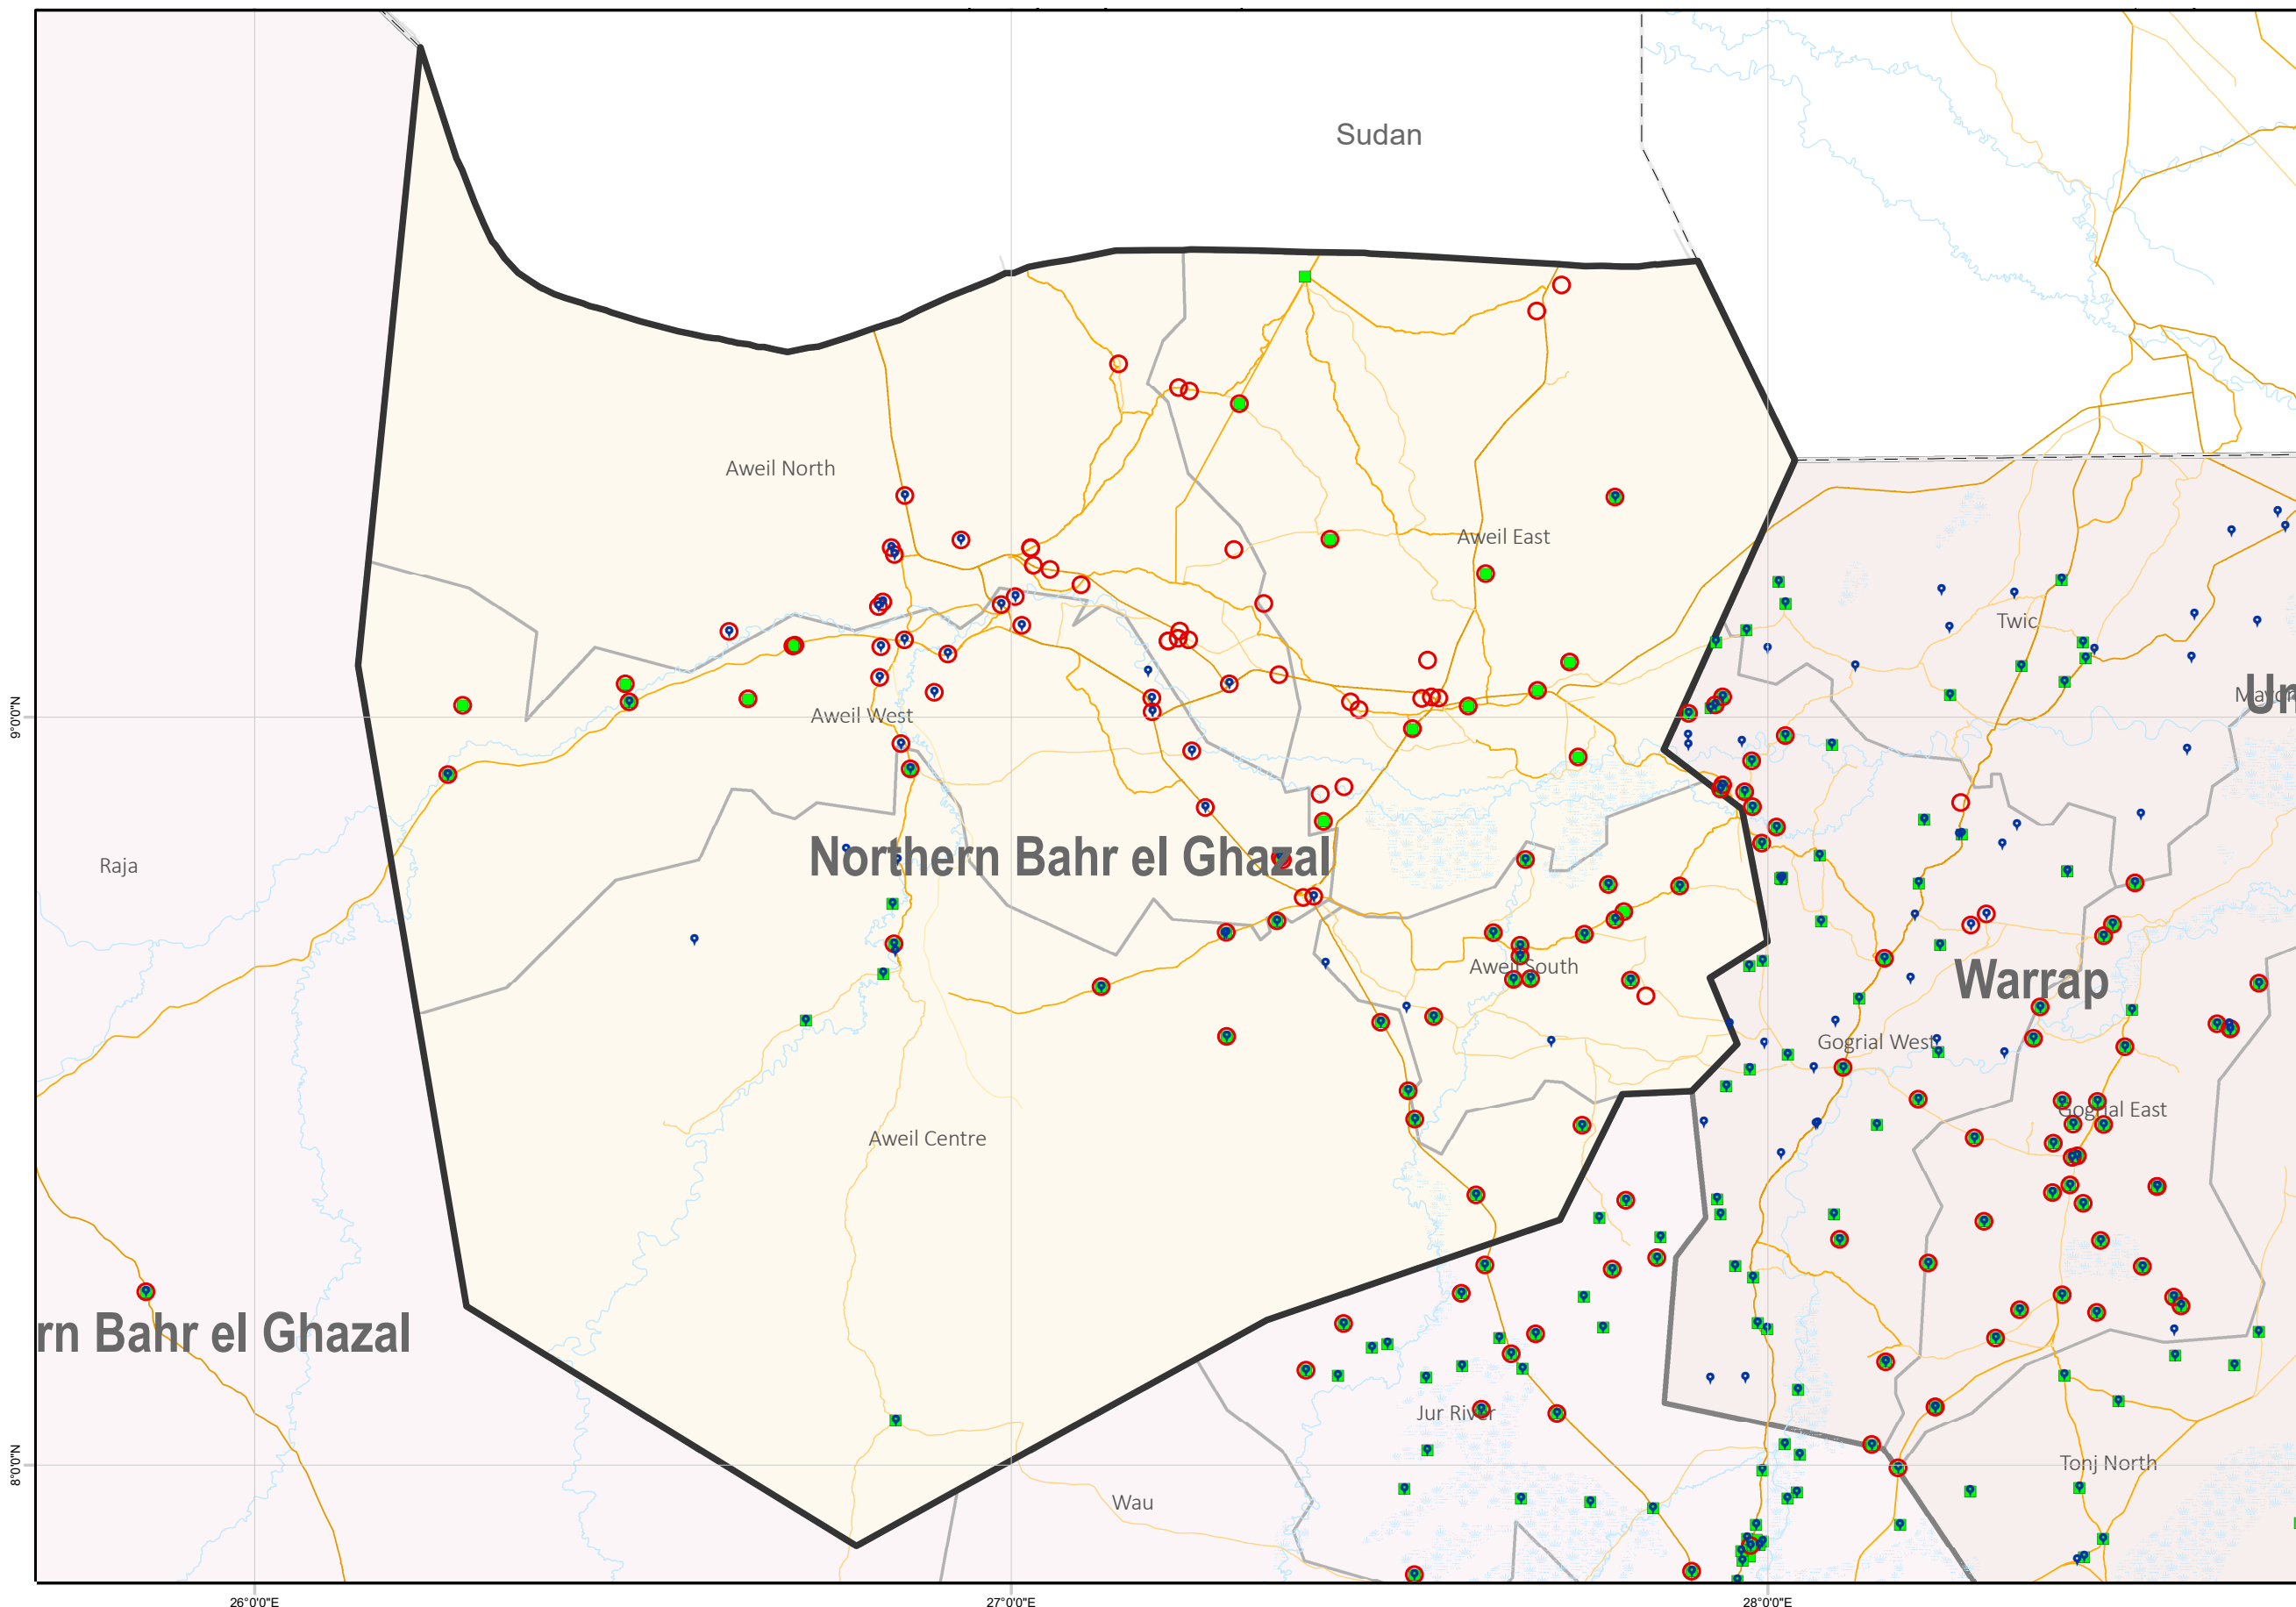 Sudan
Aweil North
Aweil East
Twic
Un
Mayom
9°0'0"N
Aweil West
Raja
Northern Bahr el Ghazal
Aweil South
Warrap
Gogrial West
Gogrial East
Aweil Centre
rn Bahr el Ghazal
Jur River
Tonj North
8°0'0"N
Wau
26°0'0"E
27°0'0"E
28°0'0"E